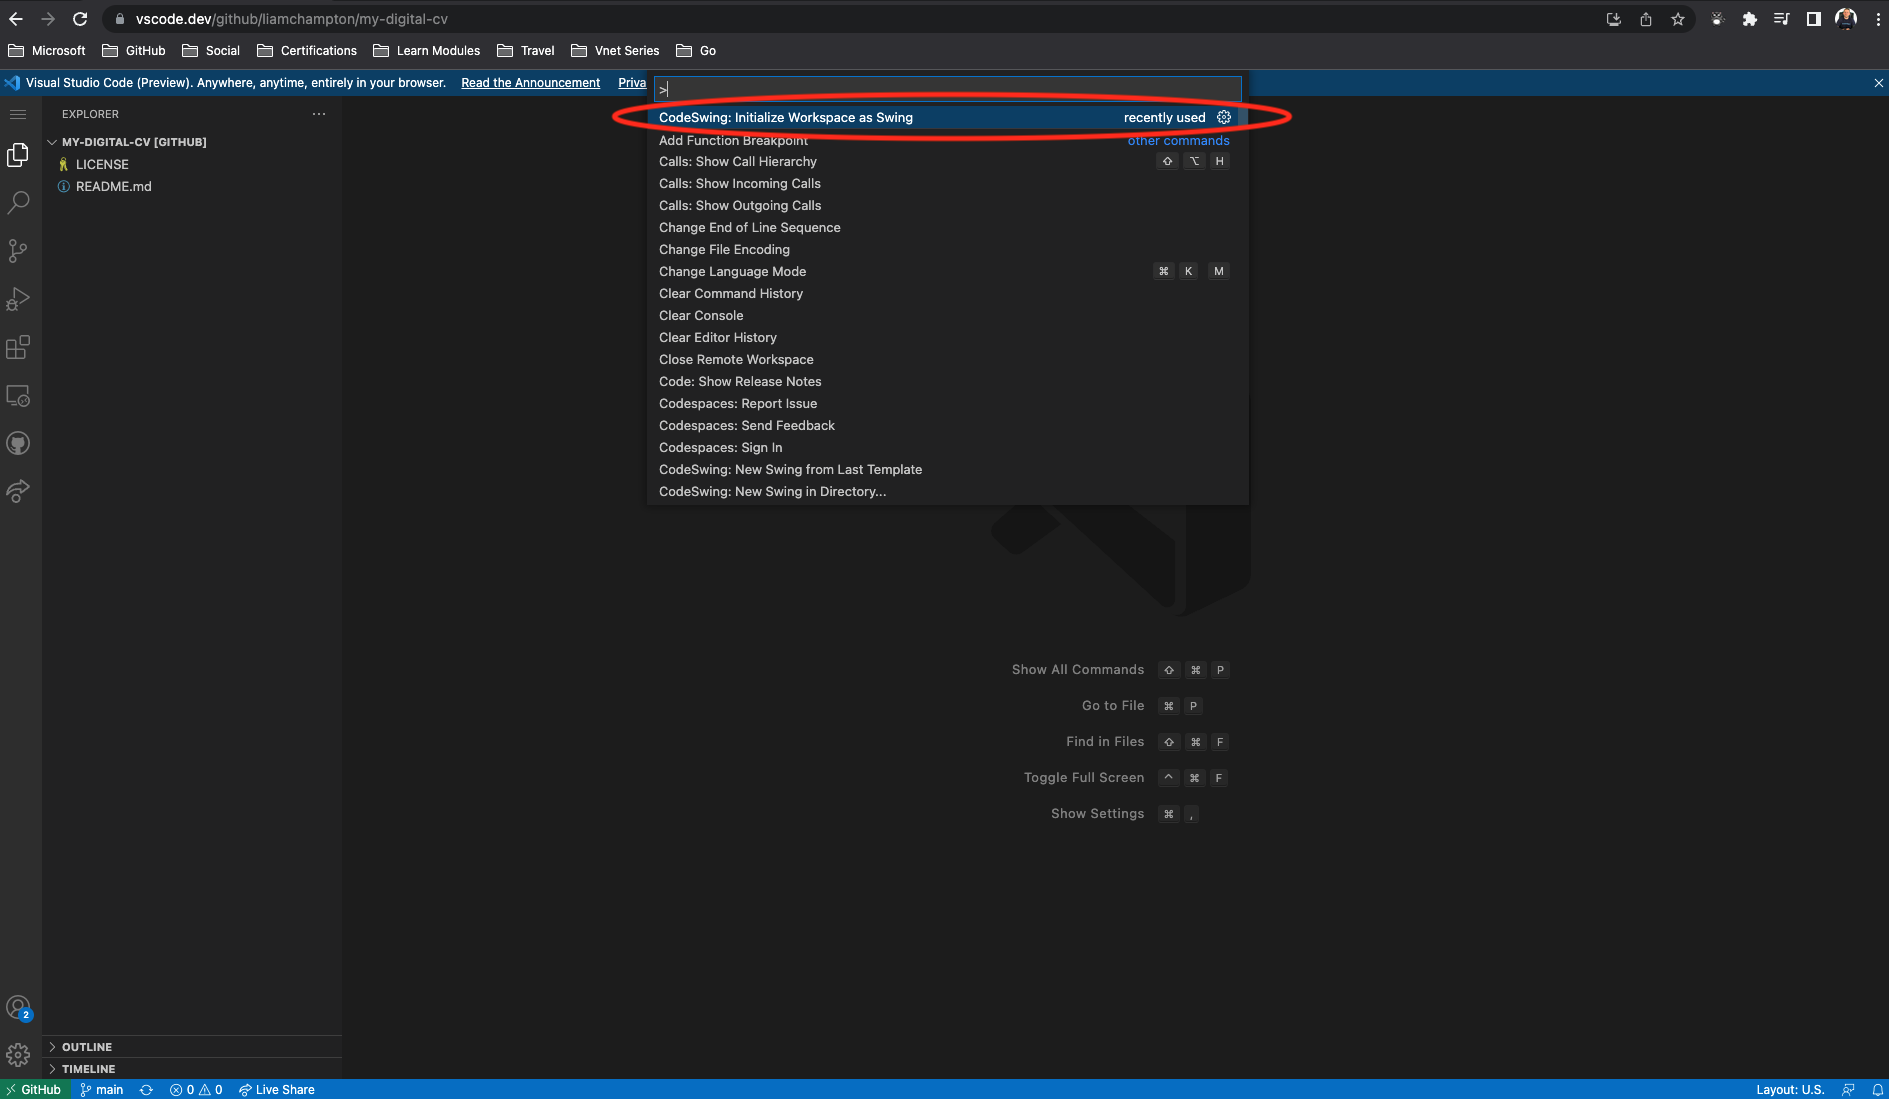 vscode.dev/github/liamchampton/my-digital-cv
Microsoft GitHub Social Certifications Learn Modules Travel Vnet Series Go
Visual Studio Code (Preview). Anywhere, anytime, entirely in your browser. Read the Announcement Priva
>
EXPLORER
MY-DIGITAL-CV [GITHUB]
LICENSE
README.md
CodeSwing: Initialize Workspace as Swing recently used
Add Function Breakpoint other commands
Calls: Show Call Hierarchy ⇧ ⌥ H
Calls: Show Incoming Calls
Calls: Show Outgoing Calls
Change End of Line Sequence
Change File Encoding
Change Language Mode ⌘ K M
Clear Command History
Clear Console
Clear Editor History
Close Remote Workspace
Code: Show Release Notes
Codespaces: Report Issue
Codespaces: Send Feedback
Codespaces: Sign In
CodeSwing: New Swing from Last Template
CodeSwing: New Swing in Directory...
Show All Commands ⇧ ⌘ P
Go to File ⌘ P
Find in Files ⇧ ⌘ F
Toggle Full Screen ^ ⌘ F
Show Settings ⌘ ,
2
OUTLINE
TIMELINE
GitHub main 0 0 Live Share Layout: U.S.